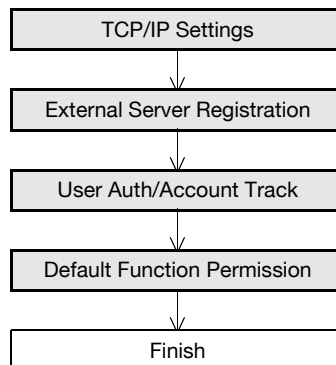 TCP/IP Settings
External Server Registration
User Auth/Account Track
Default Function Permission
Finish